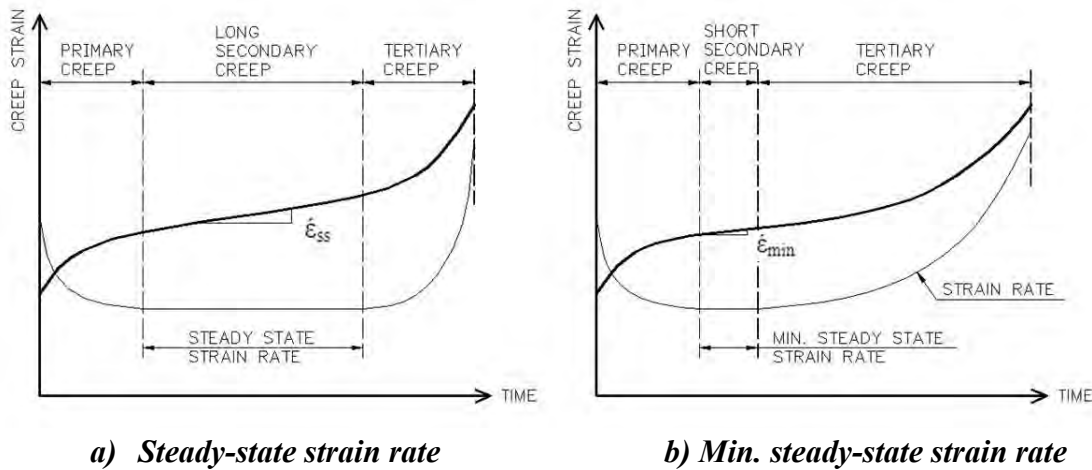 CREEP STRAIN
PRIMARY
CREEP
LONG
SECONDARY
CREEP
TERTIARY
CREEP
ε̇ss
STEADY STATE
STRAIN RATE
TIME
a) Steady-state strain rate
CREEP STRAIN
PRIMARY
CREEP
SHORT
SECONDARY
CREEP
TERTIARY
CREEP
ε̇min
STRAIN RATE
MIN. STEADY STATE
STRAIN RATE
TIME
b) Min. steady-state strain rate